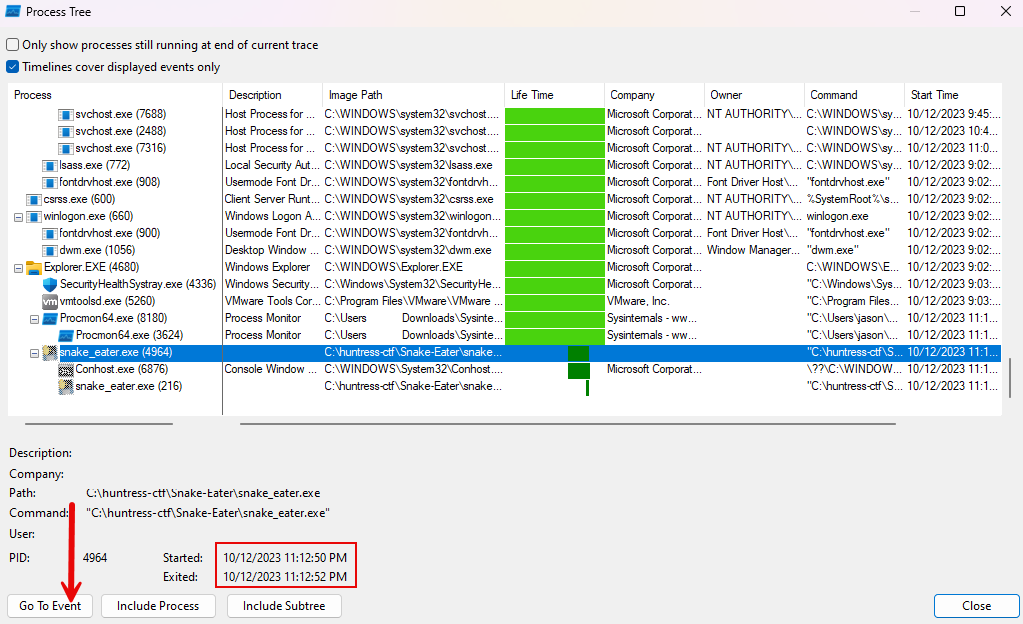 Process Tree
Only show processes still running at end of current trace
Timelines cover displayed events only
Process Description Image Path Life Time Company Owner Command Start Time
svchost.exe (7688) Host Process for ... C:\WINDOWS\system32\svchost.... Microsoft Corporat... NT AUTHORITY\... C:\WINDOWS\sy... 10/12/2023 9:45:...
svchost.exe (2488) Host Process for ... C:\WINDOWS\system32\svchost.... Microsoft Corporat... C:\WINDOWS\sy... 10/12/2023 10:4...
svchost.exe (7316) Host Process for ... C:\WINDOWS\system32\svchost.... Microsoft Corporat... NT AUTHORITY\... C:\WINDOWS\sy... 10/12/2023 11:0...
lsass.exe (772) Local Security Aut... C:\WINDOWS\system32\lsass.exe Microsoft Corporat... NT AUTHORITY\... C:\WINDOWS\sy... 10/12/2023 9:02:...
fontdrvhost.exe (908) Usermode Font Dr... C:\WINDOWS\system32\fontdrvh... Microsoft Corporat... Font Driver Host\... "fontdrvhost.exe" 10/12/2023 9:02:...
csrss.exe (600) Client Server Runt... C:\WINDOWS\system32\csrss.exe Microsoft Corporat... NT AUTHORITY\... %SystemRoot%\s... 10/12/2023 9:02:...
winlogon.exe (660) Windows Logon A... C:\WINDOWS\system32\winlogon... Microsoft Corporat... NT AUTHORITY\... winlogon.exe 10/12/2023 9:02:...
fontdrvhost.exe (900) Usermode Font Dr... C:\WINDOWS\system32\fontdrvh... Microsoft Corporat... Font Driver Host\... "fontdrvhost.exe" 10/12/2023 9:02:...
dwm.exe (1056) Desktop Window ... C:\WINDOWS\system32\dwm.exe Microsoft Corporat... Window Manager... "dwm.exe" 10/12/2023 9:02:...
Explorer.EXE (4680) Windows Explorer C:\WINDOWS\Explorer.EXE Microsoft Corporat... C:\WINDOWS\E... 10/12/2023 9:02:...
SecurityHealthSystray.exe (4336) Windows Security... C:\Windows\System32\SecurityHe... Microsoft Corporat... "C:\Windows\Sys... 10/12/2023 9:03:...
vm vmtoolsd.exe (5260) VMware Tools Cor... C:\Program Files\VMware\VMware ... VMware, Inc. "C:\Program Files... 10/12/2023 9:03:...
Procmon64.exe (8180) Process Monitor C:\Users Downloads\Sysinte... Sysinternals - ww... "C:\Users\jason\... 10/12/2023 11:1...
Procmon64.exe (3624) Process Monitor C:\Users Downloads\Sysinte... Sysinternals - ww... "C:\Users\jason\... 10/12/2023 11:1...
snake_eater.exe (4964) C:\huntress-ctf\Snake-Eater\snake... "C:\huntress-ctf\S... 10/12/2023 11:1...
Conhost.exe (6876) Console Window ... C:\WINDOWS\System32\Conhost.... Microsoft Corporat... \??\C:\WINDOW... 10/12/2023 11:1...
snake_eater.exe (216) C:\huntress-ctf\Snake-Eater\snake... "C:\huntress-ctf\S... 10/12/2023 11:1...
Description:
Company:
Path: C:\huntress-ctf\Snake-Eater\snake_eater.exe
Command: "C:\huntress-ctf\Snake-Eater\snake_eater.exe"
User:
PID: 4964 Started: 10/12/2023 11:12:50 PM
Exited: 10/12/2023 11:12:52 PM
Go To Event Include Process Include Subtree Close